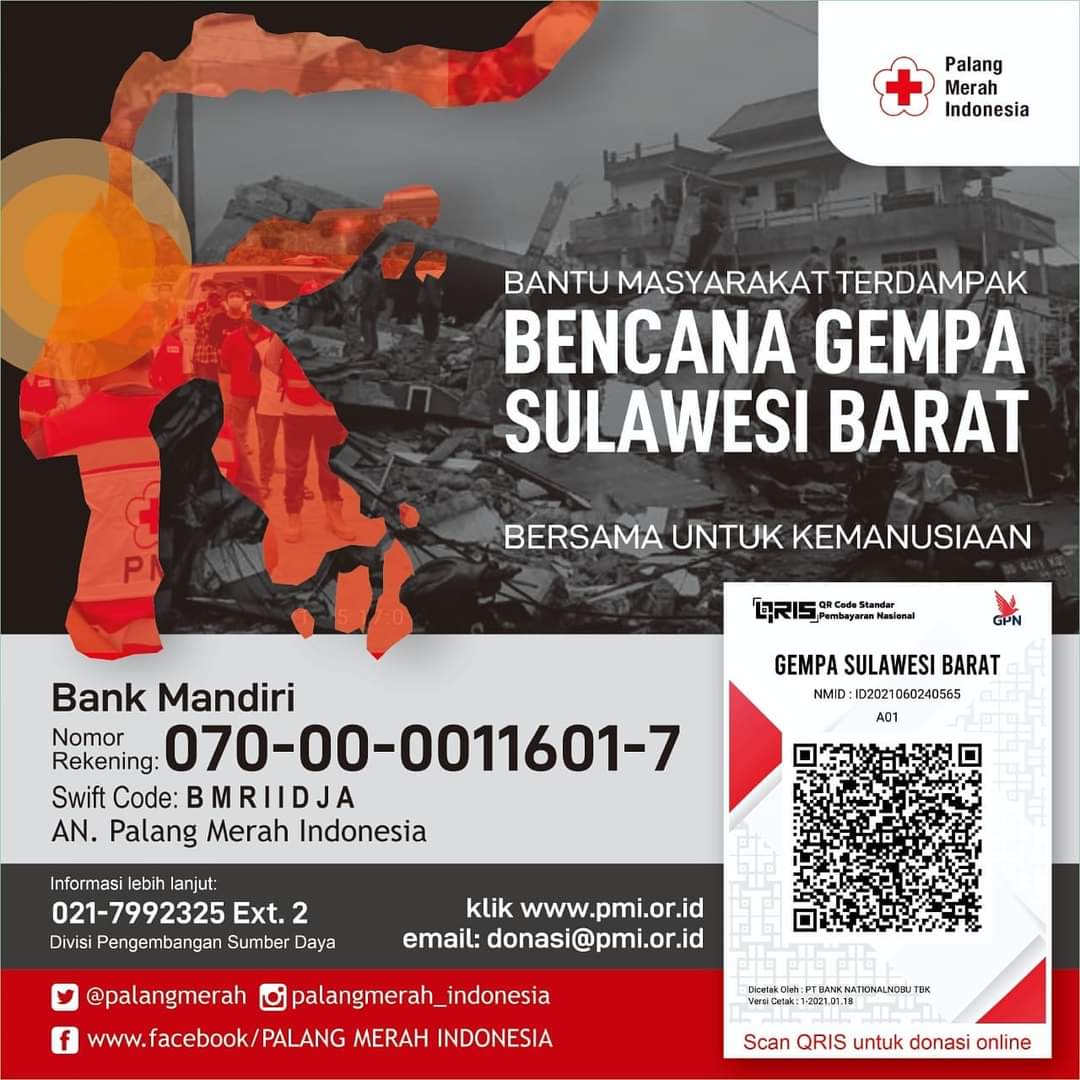 Palang
Merah
Indonesia
BANTU MASYARAKAT TERDAMPAK
BENCANA GEMPA
SULAWESI BARAT
BERSAMA UNTUK KEMANUSIAAN
QRIS QR Code Standar
Pembayaran Nasional
GPN
GEMPA SULAWESI BARAT
NMID : ID2021060240565
A01
Dicetak Oleh : PT BANK NATIONALNOBU TBK
Versi Cetak : 1-2021.01.18
Scan QRIS untuk donasi online
Bank Mandiri
Nomor
Rekening: 070-00-0011601-7
Swift Code: BMRIIDJA
AN. Palang Merah Indonesia
Informasi lebih lanjut:
021-7992325 Ext. 2
Divisi Pengembangan Sumber Daya
klik www.pmi.or.id
email: donasi@pmi.or.id
@palangmerah palangmerah_indonesia
www.facebook/PALANG MERAH INDONESIA